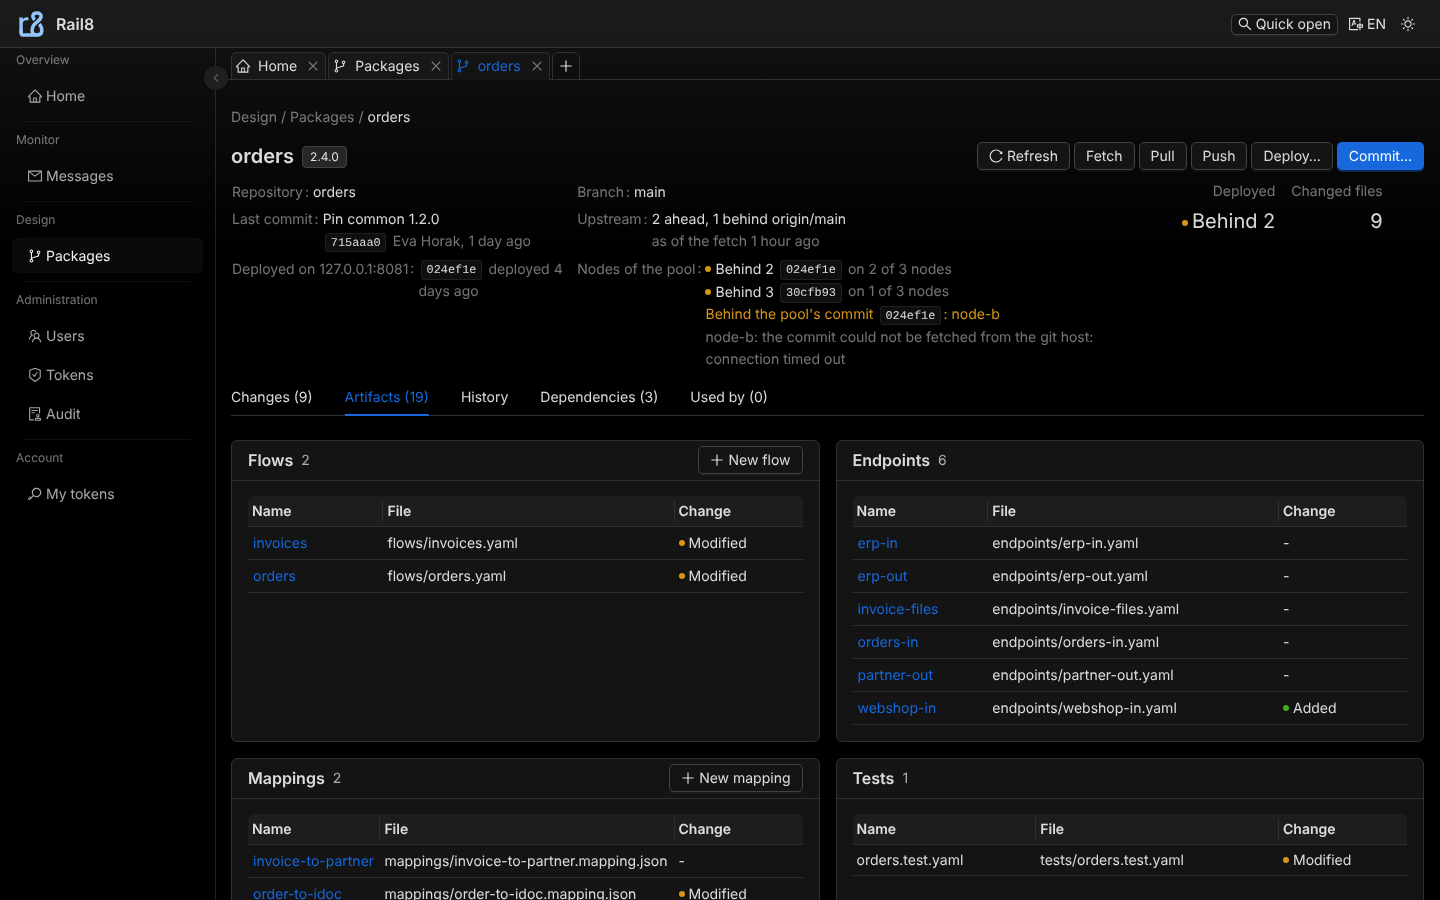 Rail8
Quick open
EN
Overview
Home
Monitor
Messages
Design
Packages
Administration
Users
Tokens
Audit
Account
My tokens
Home
Packages
orders
Design / Packages / orders
orders 2.4.0
Refresh
Fetch
Pull
Push
Deploy...
Commit...
Repository: orders
Branch: main
Deployed
Behind 2
Changed files
9
Last commit: Pin common 1.2.0
715aaa0 Eva Horak, 1 day ago
Upstream: 2 ahead, 1 behind origin/main
as of the fetch 1 hour ago
Deployed on 127.0.0.1:8081: 024ef1e deployed 4
days ago
Nodes of the pool: Behind 2 024ef1e on 2 of 3 nodes
Behind 3 30cfb93 on 1 of 3 nodes
Behind the pool's commit 024ef1e : node-b
node-b: the commit could not be fetched from the git host:
connection timed out
Changes (9)
Artifacts (19)
History
Dependencies (3)
Used by (0)
Flows 2
New flow
Name File Change
invoices flows/invoices.yaml Modified
orders flows/orders.yaml Modified
Endpoints 6
Name File Change
erp-in endpoints/erp-in.yaml -
erp-out endpoints/erp-out.yaml -
invoice-files endpoints/invoice-files.yaml -
orders-in endpoints/orders-in.yaml -
partner-out endpoints/partner-out.yaml -
webshop-in endpoints/webshop-in.yaml Added
Mappings 2
New mapping
Name File Change
invoice-to-partner mappings/invoice-to-partner.mapping.json -
order-to-idoc mappings/order-to-idoc.mapping.json Modified
Tests 1
Name File Change
orders.test.yaml tests/orders.test.yaml Modified